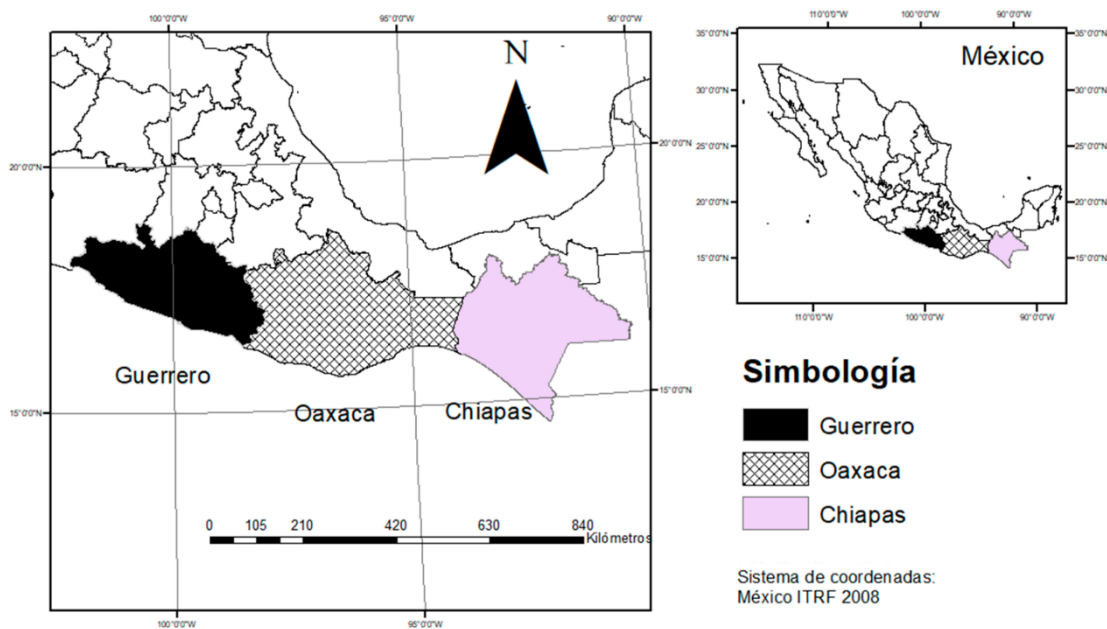 100°0'0"W
95°0'0"W
90°0'0"W
N
20°0'0"N
20°0'0"N
Guerrero
Oaxaca
Chiapas
15°0'0"N
15°0'0"N
0 105 210 420 630 840
Kilómetros
100°0'0"W
95°0'0"W
110°0'0"W
100°0'0"W
90°0'0"W
México
35°0'0"N
35°0'0"N
30°0'0"N
30°0'0"N
25°0'0"N
25°0'0"N
20°0'0"N
20°0'0"N
15°0'0"N
15°0'0"N
110°0'0"W
100°0'0"W
90°0'0"W
Simbología
Guerrero
Oaxaca
Chiapas
Sistema de coordenadas:
México ITRF 2008